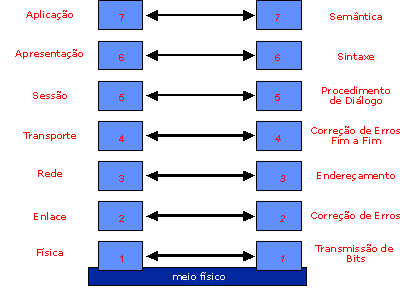 Aplicação 7 7 Semântica
Apresentação 6 6 Sintaxe
Sessão 5 5 Procedimento
de Diálogo
Transporte 4 4 Correção de Erros
Fim a Fim
Rede 3 3 Endereçamento
Enlace 2 2 Correção de Erros
Física 1 1 Transmissão de
Bits
meio físico